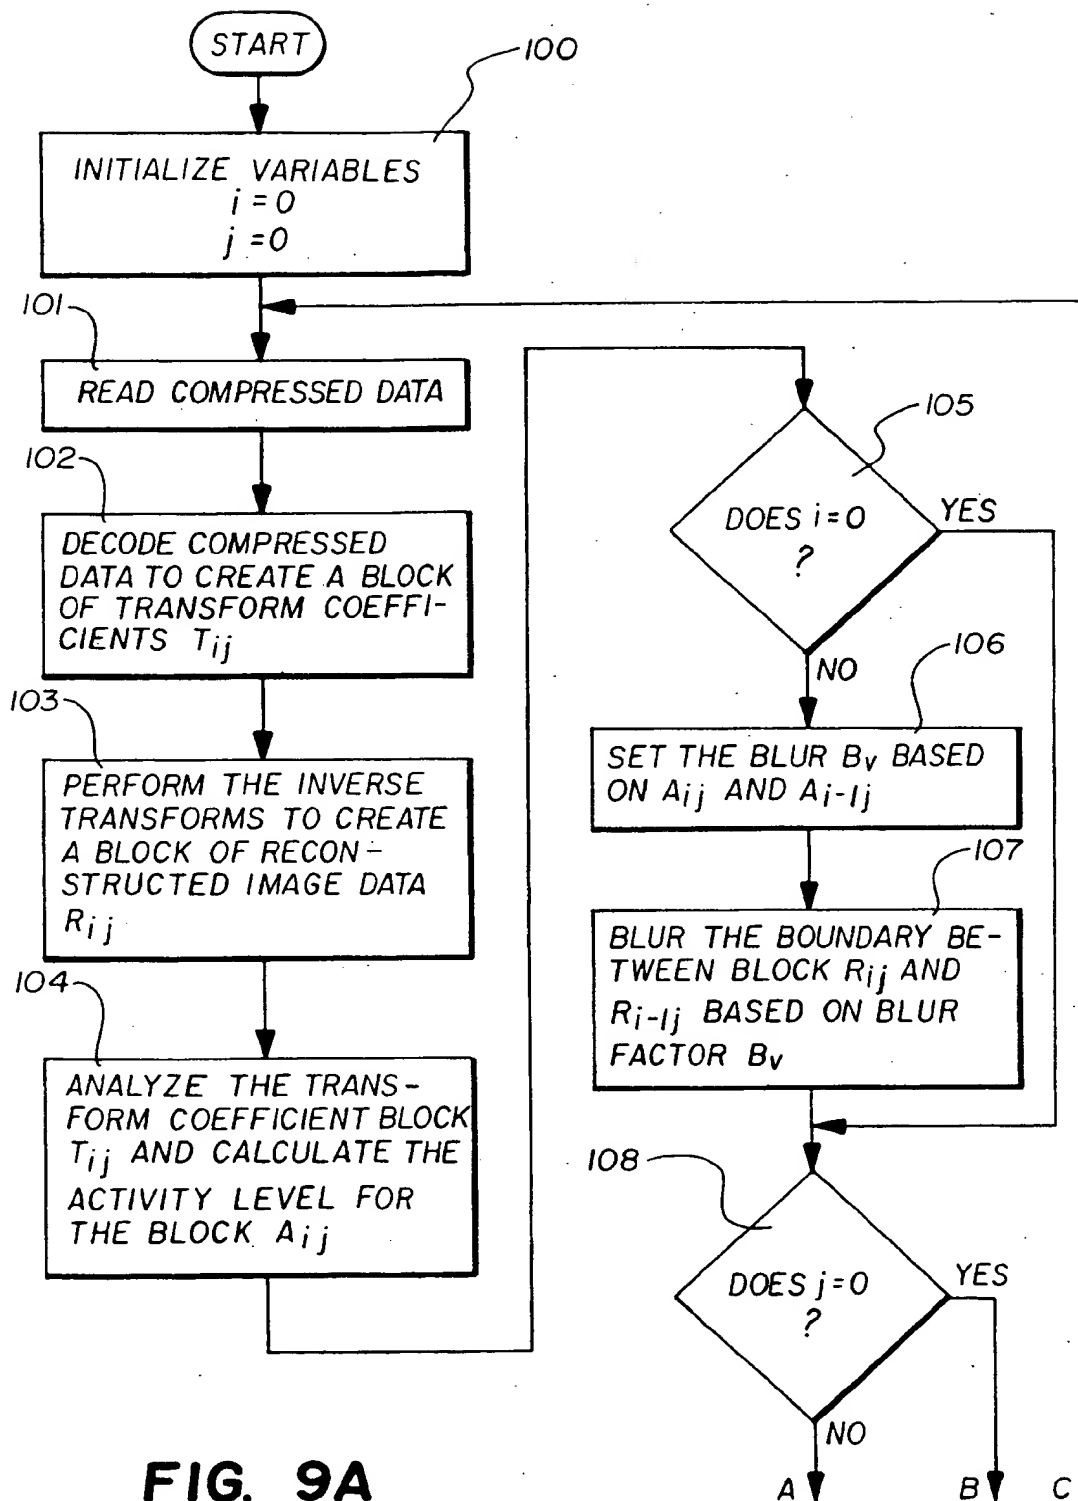 START
100
INITIALIZE VARIABLES
i = 0
j = 0
101
READ COMPRESSED DATA
102
DECODE COMPRESSED
DATA TO CREATE A BLOCK
OF TRANSFORM COEFFI-
CIENTS Tij
103
PERFORM THE INVERSE
TRANSFORMS TO CREATE
A BLOCK OF RECON-
STRUCTED IMAGE DATA
Rij
104
ANALYZE THE TRANS-
FORM COEFFICIENT BLOCK
Tij AND CALCULATE THE
ACTIVITY LEVEL FOR
THE BLOCK Aij
105
DOES i=0
?
YES
NO
106
SET THE BLUR Bv BASED
ON Aij AND Ai-1j
107
BLUR THE BOUNDARY BE-
TWEEN BLOCK Rij AND
Ri-1j BASED ON BLUR
FACTOR Bv
108
DOES j=0
?
YES
NO
A B C
FIG. 9A